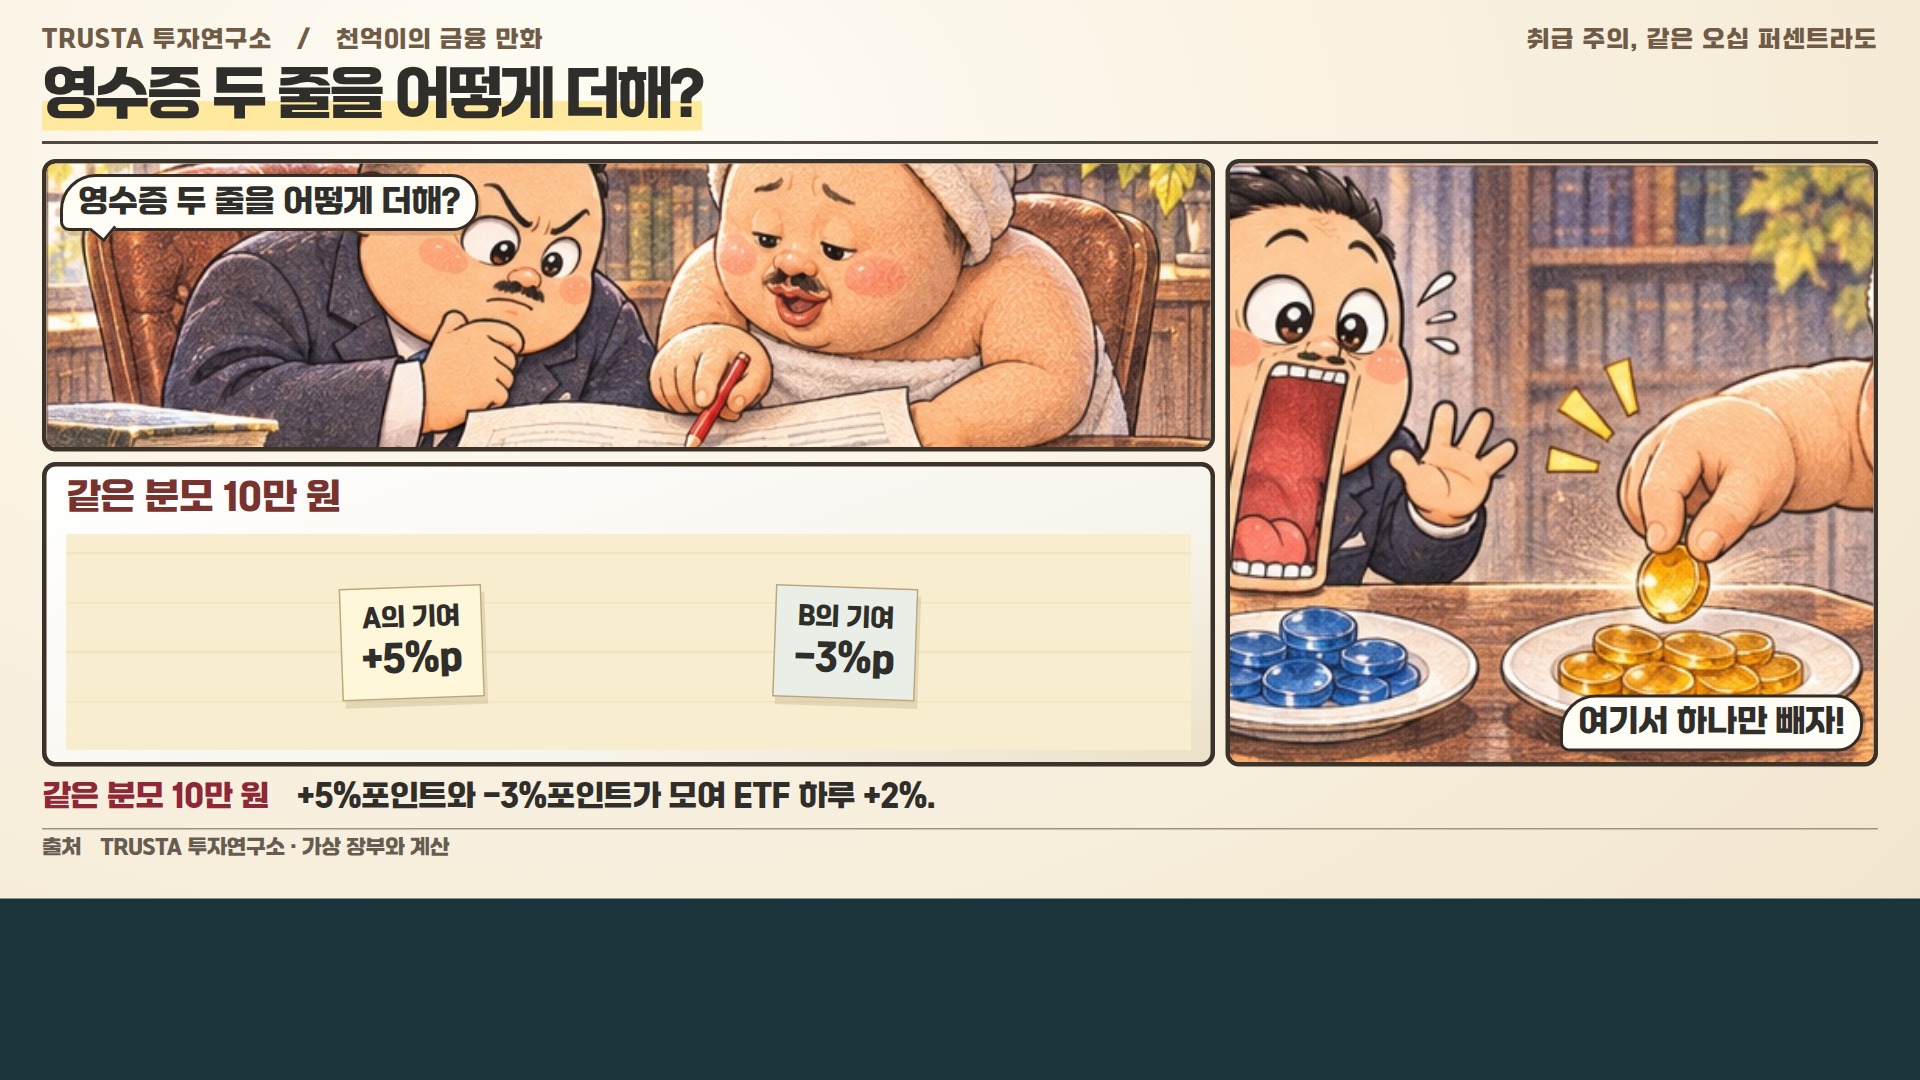 TRUSTA 투자연구소 / 천억이의 금융 만화
취급 주의, 같은 오십 퍼센트라도
영수증 두 줄을 어떻게 더해?
영수증 두 줄을 어떻게 더해?
여기서 하나만 빼자!
같은 분모 10만 원
A의 기여
+5%p
B의 기여
−3%p
같은 분모 10만 원 +5%포인트와 −3%포인트가 모여 ETF 하루 +2%.
출처 TRUSTA 투자연구소 · 가상 장부와 계산